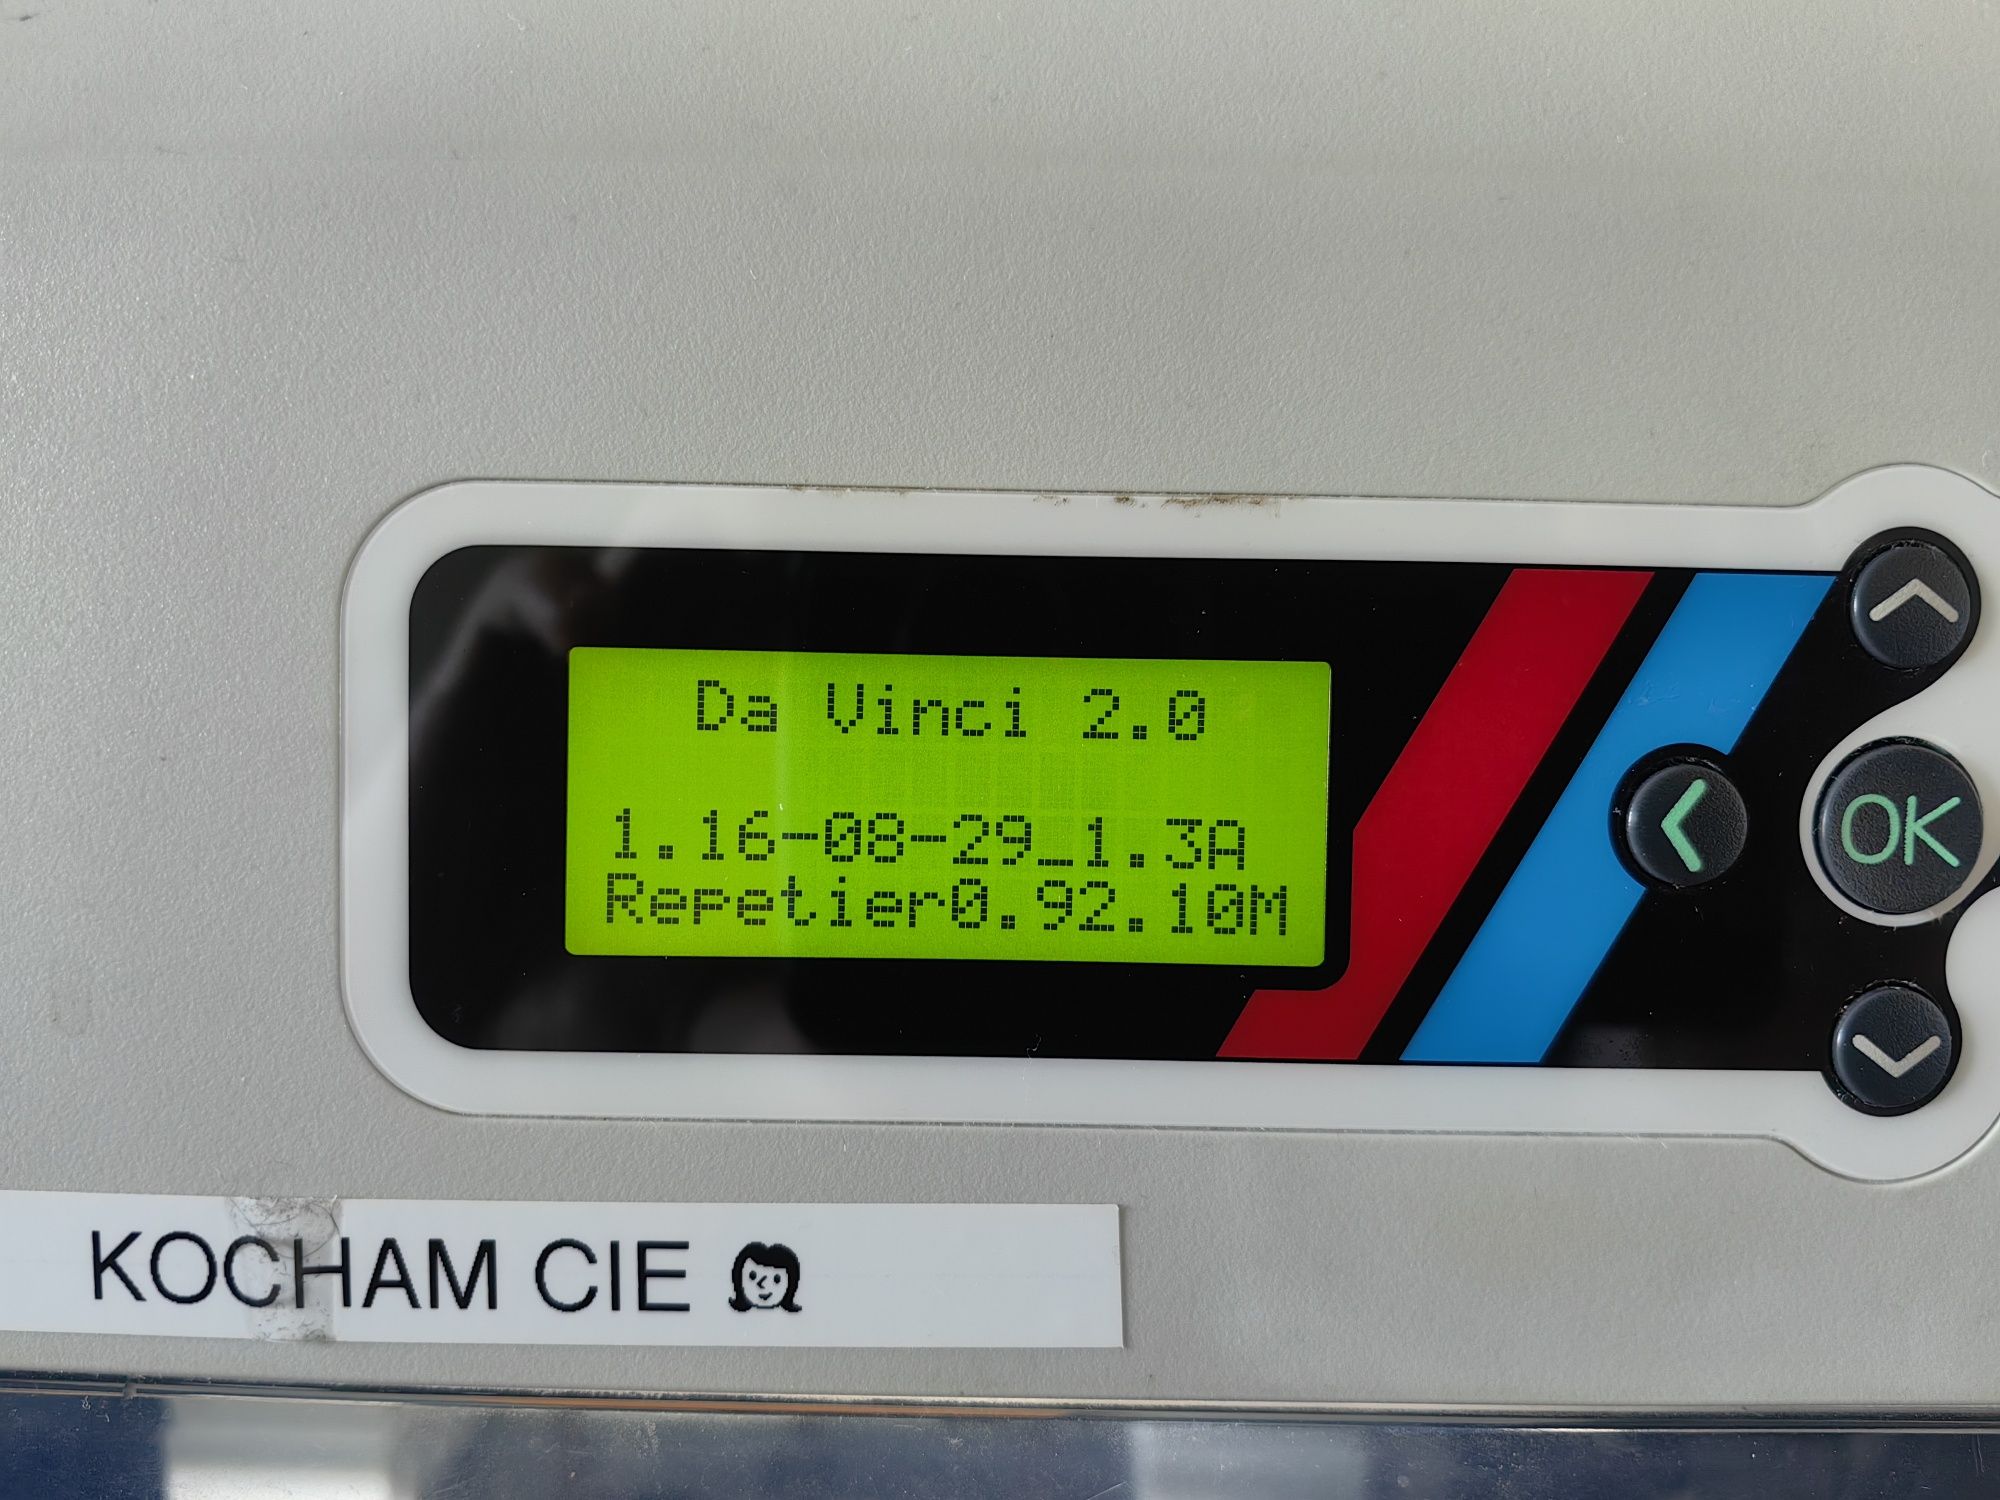 Da Vinci 2.0
1.16-08-29_1.3A
Repetier0.92.10M
OK
KOCHAM CIE